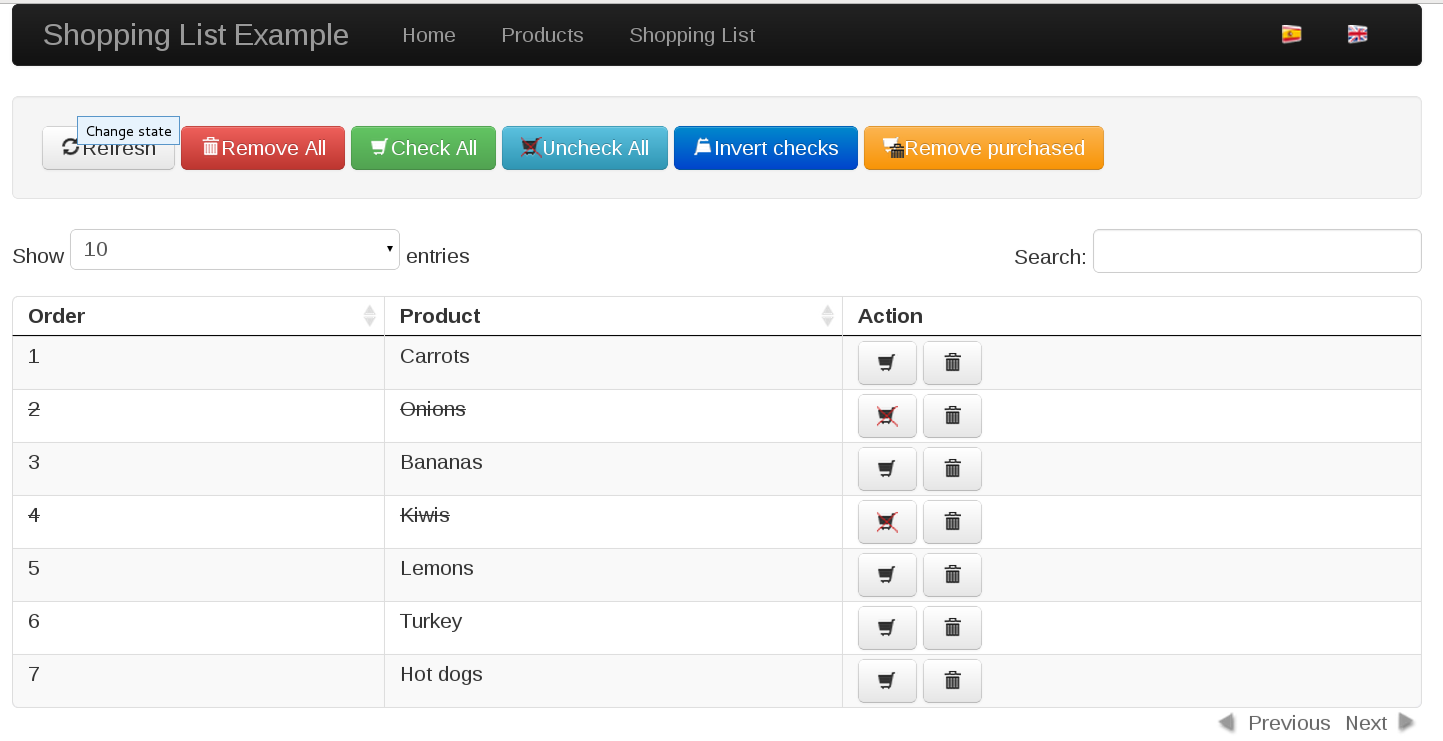 Shopping List Example Home Products Shopping List
Change state
Refresh Remove All Check All Uncheck All Invert checks Remove purchased
Show 10 entries Search:
Order Product Action
1 Carrots
2 Onions
3 Bananas
4 Kiwis
5 Lemons
6 Turkey
7 Hot dogs
Previous Next